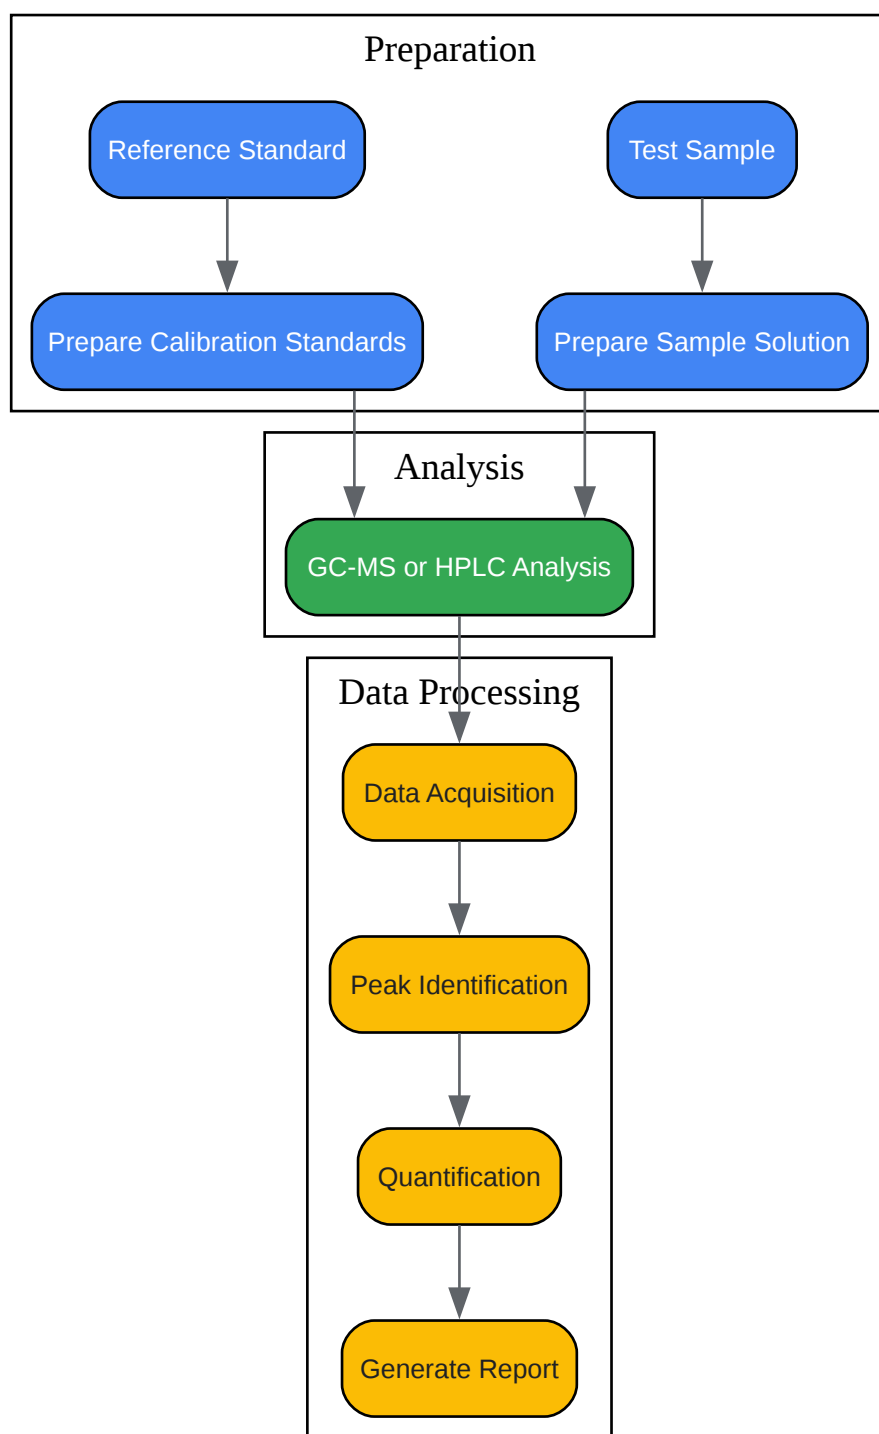 Preparation
Reference Standard
Test Sample
Prepare Calibration Standards
Prepare Sample Solution
Analysis
GC-MS or HPLC Analysis
Data Processing
Data Acquisition
Peak Identification
Quantification
Generate Report